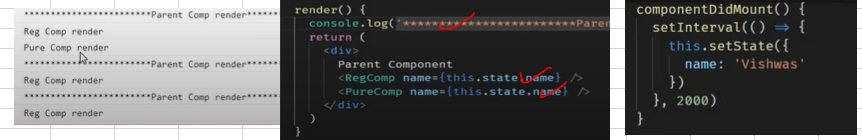 ************************Parent Comp render******
Reg Comp render
Pure Comp render
************************Parent Comp render******
Reg Comp render
************************Parent Comp render******
Reg Comp render
render() {
console.log('************************Paren
return (
<div>
Parent Component
<RegComp name={this.state.name} />
<PureComp name={this.state.name} />
</div>
)
}
componentDidMount() {
setInterval(() => {
this.setState({
name: 'Vishwas'
})
}, 2000)
}